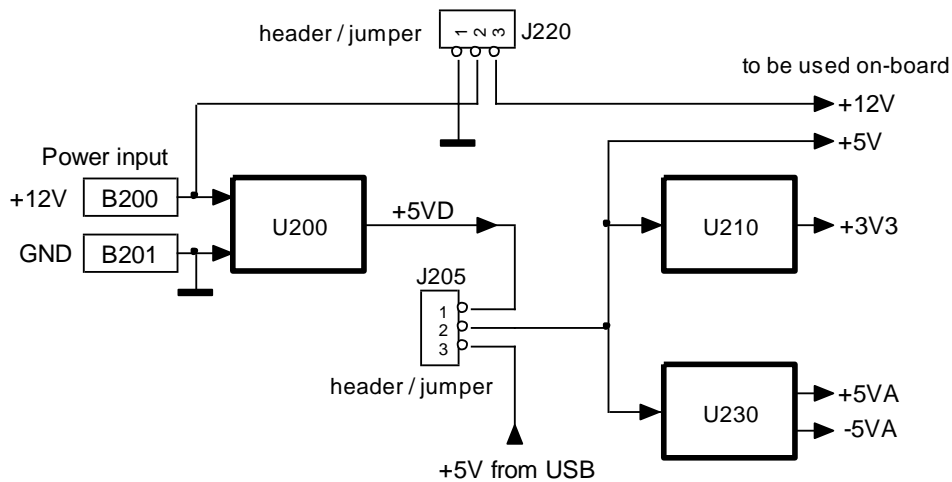 header / jumper
1 2 3
J220
to be used on-board
+12V
+5V
Power input
+12V
B200
U200
+5VD
U210
+3V3
GND
B201
J205
1
2
3
header / jumper
U230
+5VA
-5VA
+5V from USB